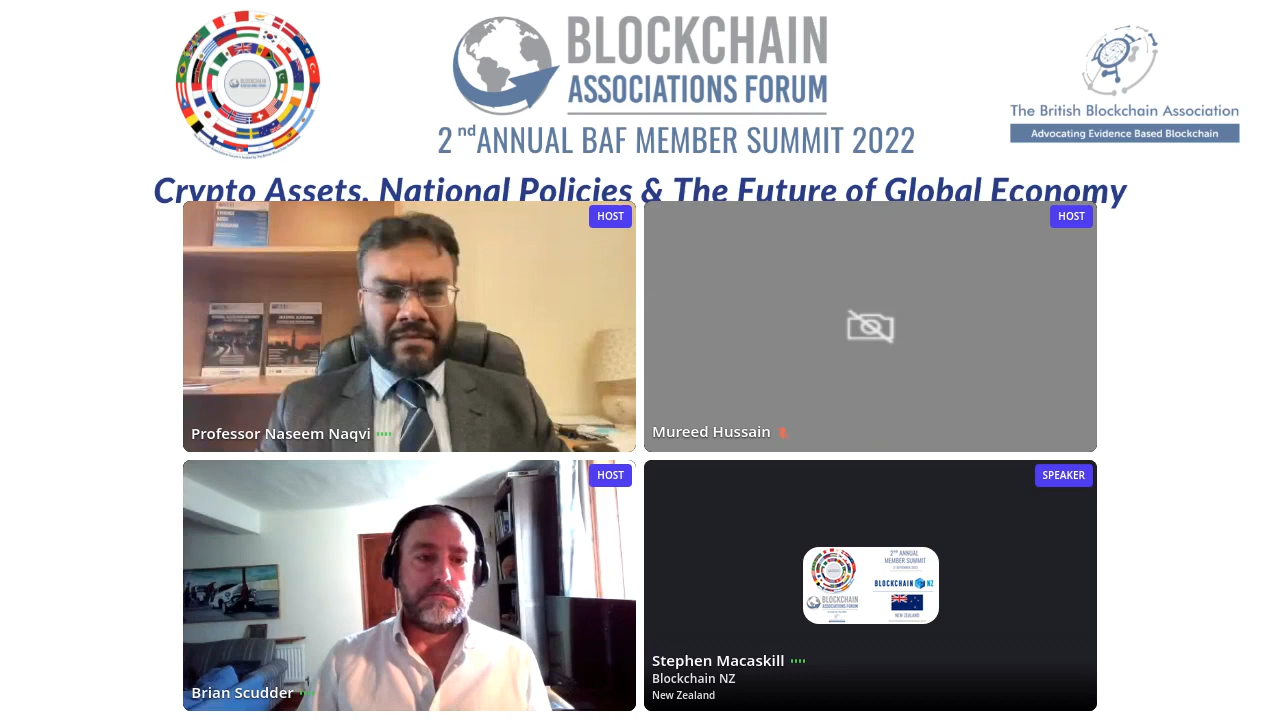 BLOCKCHAIN
ASSOCIATIONS FORUM
2nd ANNUAL BAF MEMBER SUMMIT 2022
The British Blockchain Association
Advocating Evidence Based Blockchain
Crypto Assets, National Policies & The Future of Global Economy
HOST
Professor Naseem Naqvi
HOST
Mureed Hussain
HOST
Brian Scudder
SPEAKER
2nd ANNUAL
MEMBER SUMMIT
BLOCKCHAIN NZ
BLOCKCHAIN
ASSOCIATIONS FORUM
NEW ZEALAND
Stephen Macaskill
Blockchain NZ
New Zealand